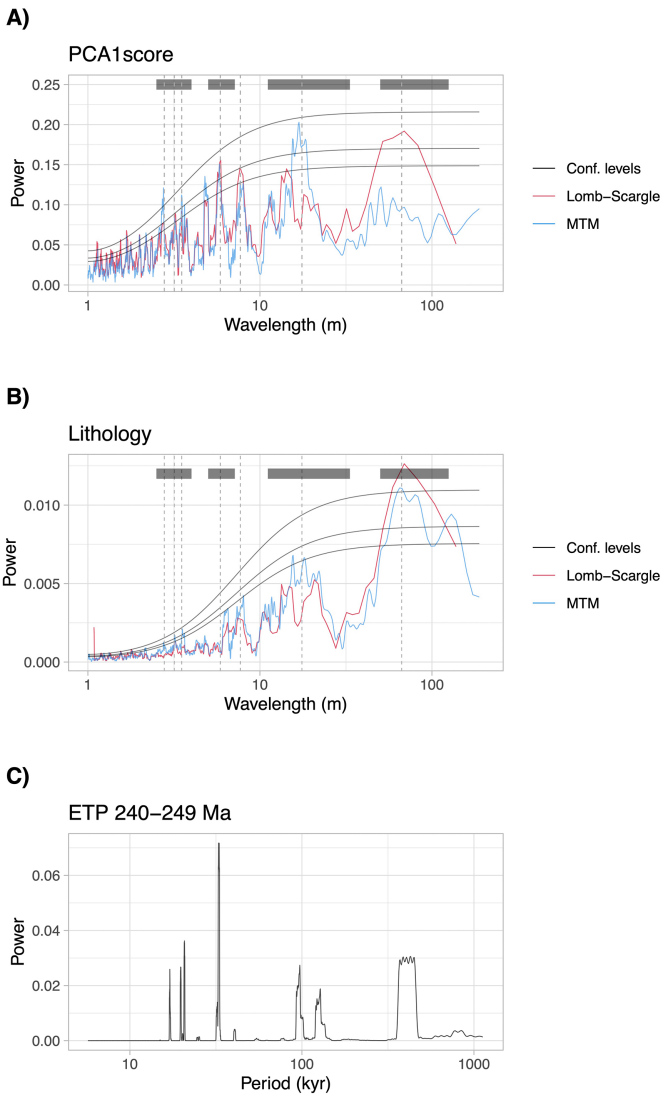 A)
PCA1score
0.25
0.20
0.15
0.10
0.05
0.00
Power
1
10
100
Wavelength (m)
Conf. levels
Lomb−Scargle
MTM
B)
Lithology
0.010
0.005
0.000
Power
1
10
100
Wavelength (m)
Conf. levels
Lomb−Scargle
MTM
C)
ETP 240−249 Ma
0.06
0.04
0.02
0.00
Power
10
100
1000
Period (kyr)